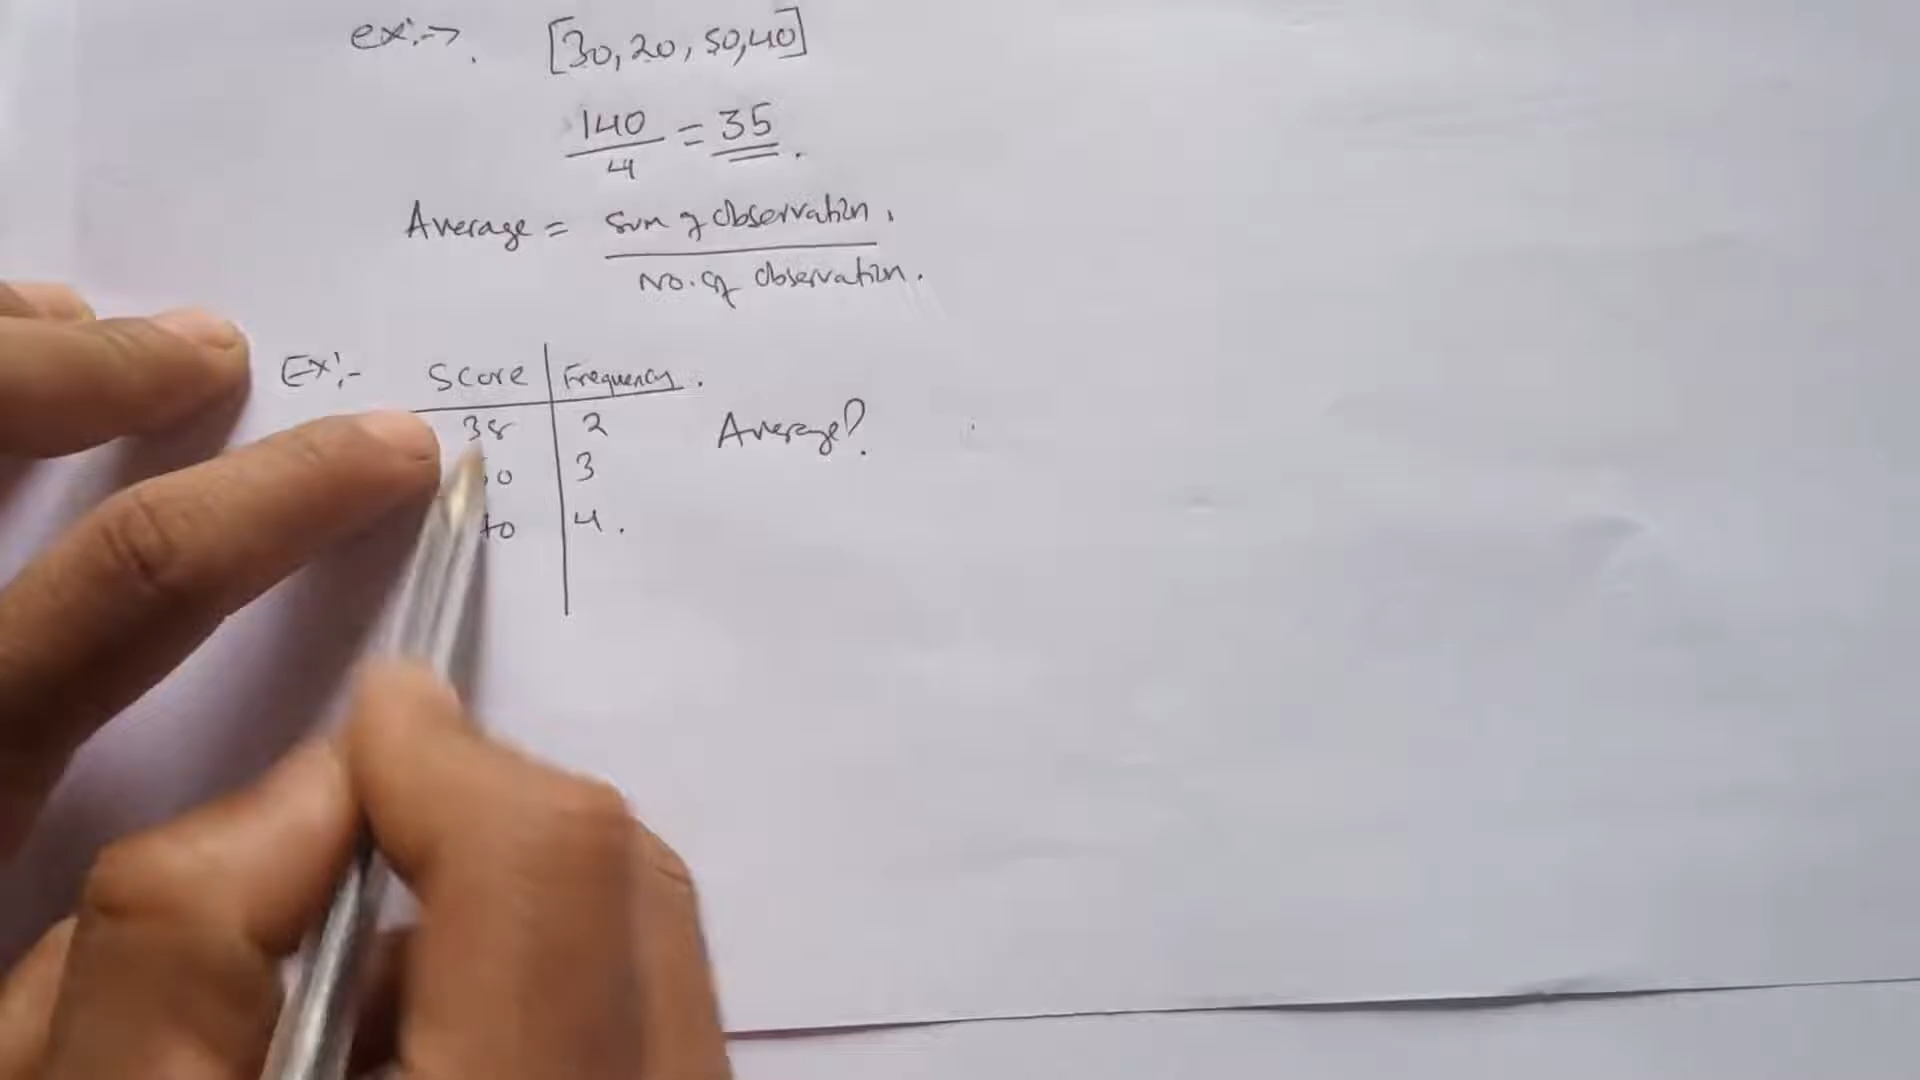 ex:→. [30, 20, 50, 40]
140
4
= 35.
Average = sum of observation.
No. of observation.
Ex:- Score Frequency.
38 2 Average?
3
4.